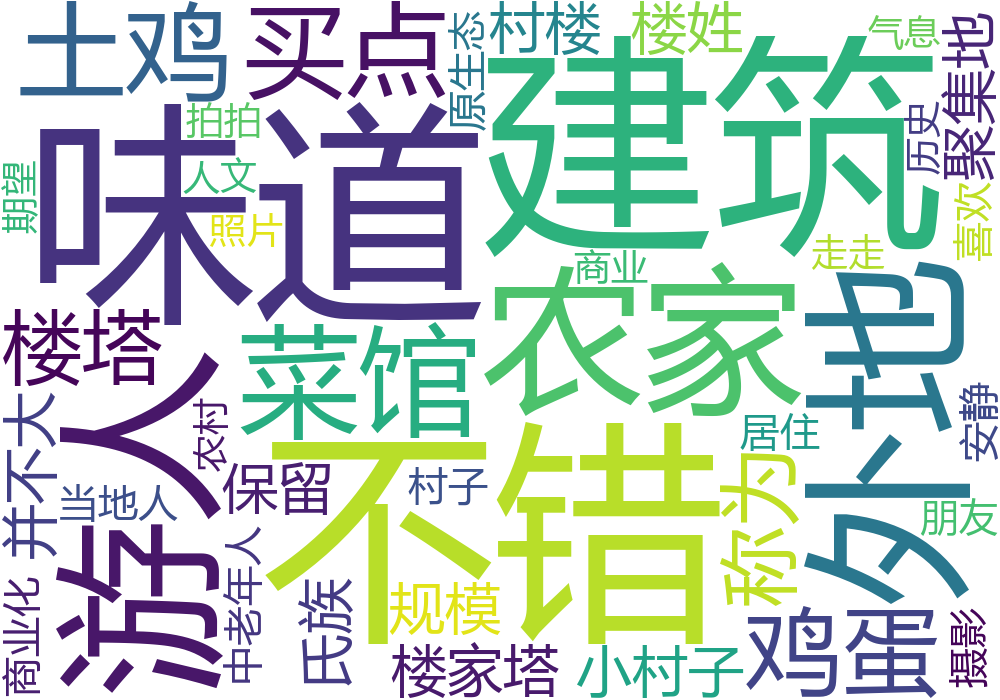 土鸡
买点
原生态
村楼
楼姓
气息
聚集地
味道
拍拍
建筑
历史
期望
人文
照片
喜欢
商业
走走
外地
楼塔
菜馆
农家
游人
农村
并不大
不错
居住
安静
当地人
保留
村子
称为
朋友
商业化
中老年人
氏族
规模
鸡蛋
摄影
楼家塔
小村子